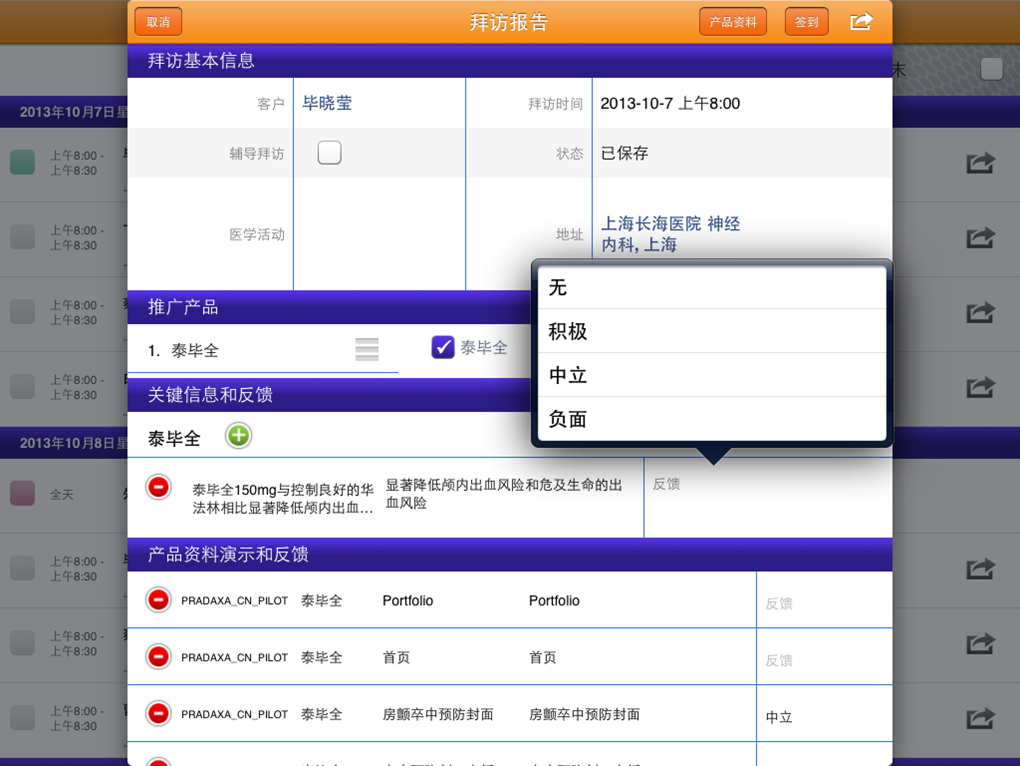 取消
拜访报告
产品资料
签到
末
拜访基本信息
客户
毕晓莹
拜访时间
2013-10-7 上午8:00
辅导拜访
状态
已保存
医学活动
地址
上海长海医院 神经
内科, 上海
推广产品
1. 泰毕全
泰毕全
无
积极
中立
负面
关键信息和反馈
泰毕全
泰毕全150mg与控制良好的华
法林相比显著降低颅内出血...
显著降低颅内出血风险和危及生命的出
血风险
反馈
产品资料演示和反馈
PRADAXA_CN_PILOT 泰毕全 Portfolio Portfolio 反馈
PRADAXA_CN_PILOT 泰毕全 首页 首页 反馈
PRADAXA_CN_PILOT 泰毕全 房颤卒中预防封面 房颤卒中预防封面 中立
2013年10月7日星
上午8:00 -
上午8:30
上午8:00 -
上午8:30
上午8:00 -
上午8:30
上午8:00 -
上午8:30
2013年10月8日星
全天
上午8:00 -
上午8:30
上午8:00 -
上午8:30
上午8:00 -
上午8:30